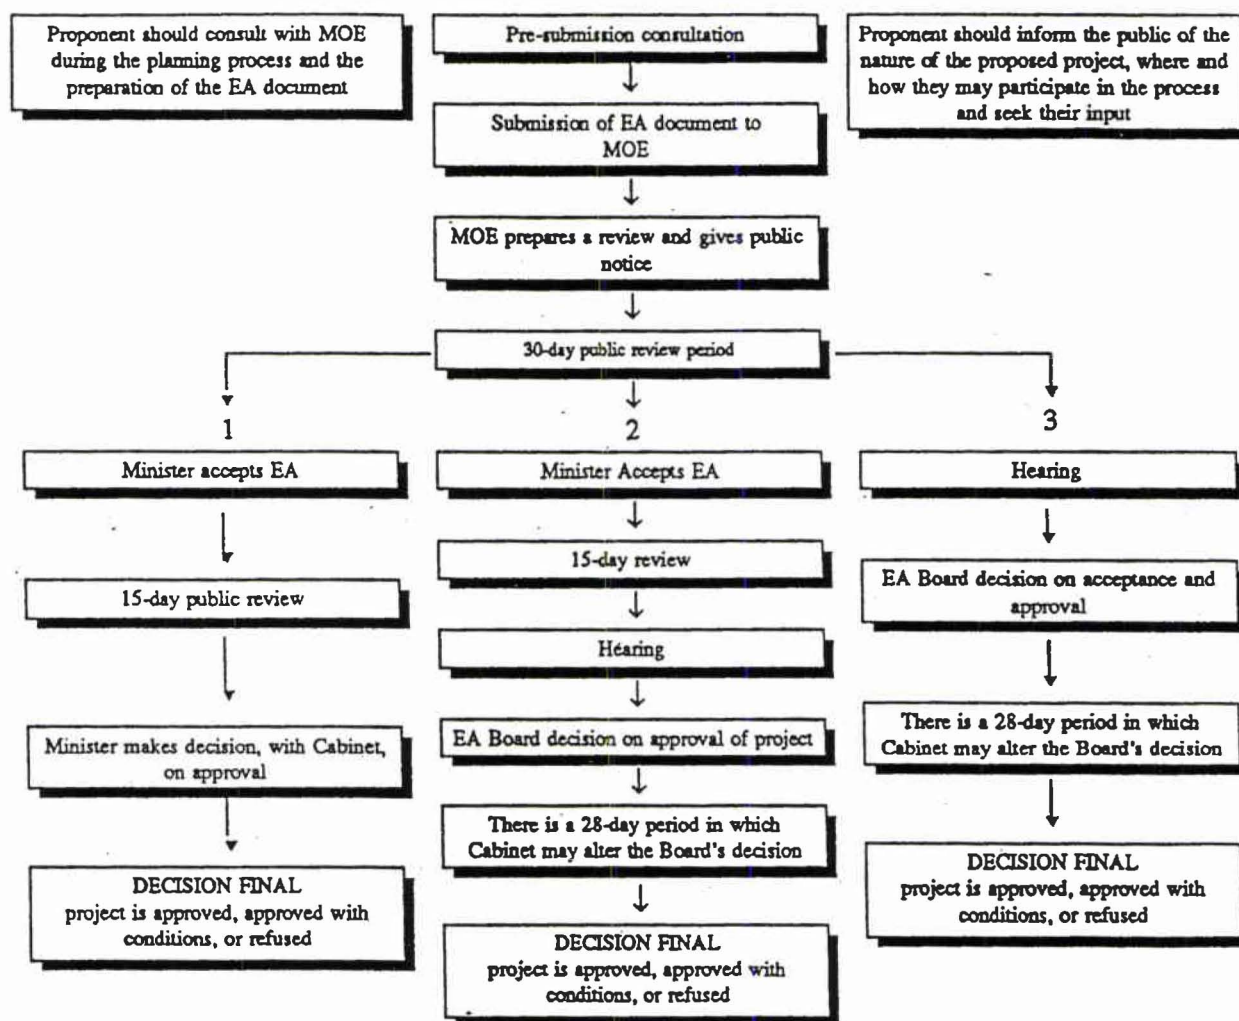 Proponent should consult with MOE
during the planning process and the
preparation of the EA document
Pre-submission consultation
Proponent should inform the public of the
nature of the proposed project, where and
how they may participate in the process
and seek their input
Submission of EA document to
MOE
MOE prepares a review and gives public
notice
30-day public review period
1
Minister accepts EA
15-day public review
Minister makes decision, with Cabinet,
on approval
DECISION FINAL
project is approved, approved with
conditions, or refused
2
Minister Accepts EA
15-day review
Hearing
EA Board decision on approval of project
There is a 28-day period in which
Cabinet may alter the Board's decision
DECISION FINAL
project is approved, approved with
conditions, or refused
3
Hearing
EA Board decision on acceptance and
approval
There is a 28-day period in which
Cabinet may alter the Board's decision
DECISION FINAL
project is approved, approved with
conditions, or refused